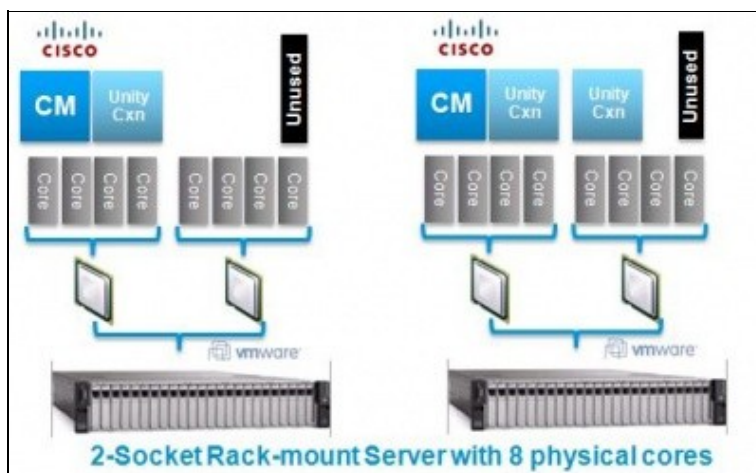 CISCO
CM
Unity
Cxn
Unused
Core
Core
Core
Core
Core
Core
Core
Core
vmware
CISCO
CM
Unity
Cxn
Unity
Cxn
Unused
Core
Core
Core
Core
Core
Core
Core
Core
vmware
2-Socket Rack-mount Server with 8 physical cores